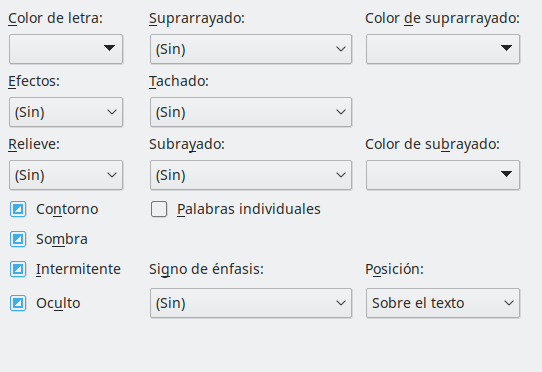 Color de letra: Suprarrayado: Color de suprarrayado:
(Sin)
Efectos: Tachado:
(Sin) (Sin)
Relieve: Subrayado: Color de subrayado:
(Sin) (Sin)
Contorno Palabras individuales
Sombra
Intermitente Signo de énfasis: Posición:
Oculto (Sin) Sobre el texto